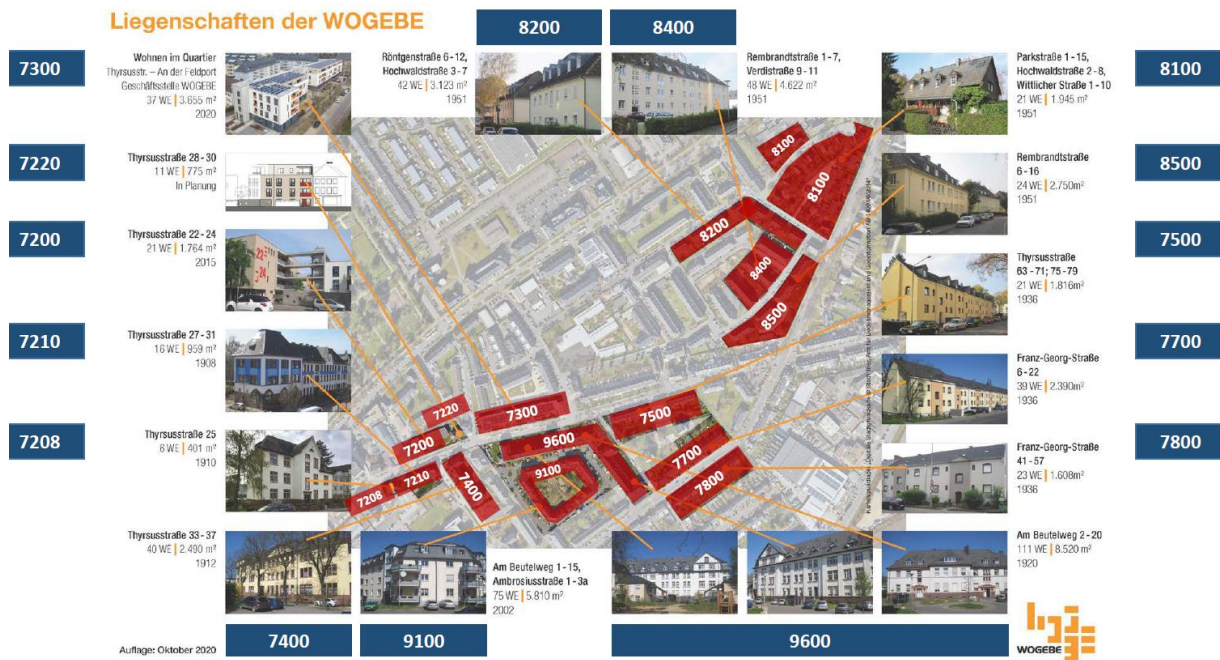 Liegenschaften der WOGEBE
8200
8400
7300
Wohnen im Quartier
Thyrsusstr. – An der Feldport
Geschäftsstelle WOGEBE
37 WE | 3.655 m²
2020
Röntgenstraße 6-12,
Hochwaldstraße 3-7
42 WE | 3.123 m²
1951
Rembrandtstraße 1-7,
Verdistraße 9-11
48 WE | 4.622 m²
1951
Parkstraße 1-15,
Hochwaldstraße 2-8,
Wittlicher Straße 1-10
21 WE | 1.945 m²
1951
8100
7220
Thyrsusstraße 28-30
11 WE | 775 m²
In Planung
Rembrandtstraße
6-16
24 WE | 2.750m²
1951
8500
7200
Thyrsusstraße 22-24
21 WE | 1.764 m²
2015
22-
-24
Thyrsusstraße
63-71; 75-79
21 WE | 1.816m²
1936
7500
7210
Thyrsusstraße 27-31
16 WE | 959 m²
1908
Franz-Georg-Straße
6-22
39 WE | 2.390m²
1936
7700
7208
Thyrsusstraße 25
6 WE | 401 m²
1910
Franz-Georg-Straße
41-57
23 WE | 1.608m²
1936
7800
8100
8100
8200
8400
8500
7220
7300
7500
7200
9600
7700
9100
7210
7208
7400
7800
Thyrsusstraße 33-37
40 WE | 2.490 m²
1912
Am Beutelweg 1-15,
Ambrosiusstraße 1-3a
75 WE | 5.810 m²
2002
Am Beutelweg 2-20
111 WE | 8.520 m²
1920
7400
9100
9600
Auflage: Oktober 2020
WOGEBE